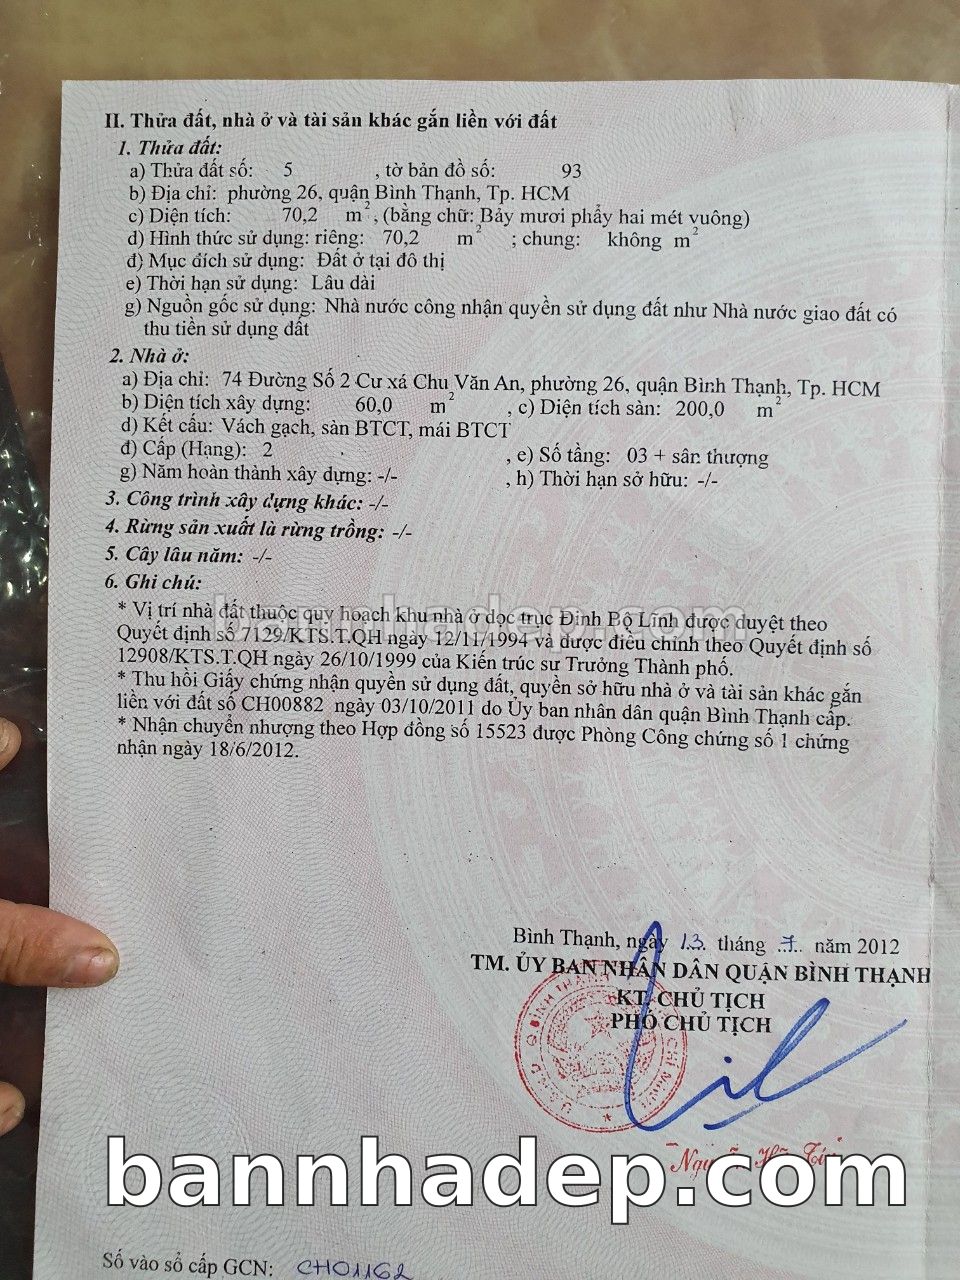 II. Thửa đất, nhà ở và tài sản khác gắn liền với đất
1. Thửa đất:
a) Thửa đất số: 5 , tờ bản đồ số: 93
b) Địa chỉ: phường 26, quận Bình Thạnh, Tp. HCM
c) Diện tích: 70,2 m², (bằng chữ: Bảy mươi phẩy hai mét vuông)
d) Hình thức sử dụng: riêng: 70,2 m² ; chung: không m²
đ) Mục đích sử dụng: Đất ở tại đô thị
e) Thời hạn sử dụng: Lâu dài
g) Nguồn gốc sử dụng: Nhà nước công nhận quyền sử dụng đất như Nhà nước giao đất có
thu tiền sử dụng đất
2. Nhà ở:
a) Địa chỉ: 74 Đường Số 2 Cư xá Chu Văn An, phường 26, quận Bình Thạnh, Tp. HCM
b) Diện tích xây dựng: 60,0 m² , c) Diện tích sàn: 200,0 m²
d) Kết cấu: Vách gạch, sàn BTCT, mái BTCT
đ) Cấp (Hạng): 2 , e) Số tầng: 03 + sân thượng
g) Năm hoàn thành xây dựng: -/- , h) Thời hạn sở hữu: -/-
3. Công trình xây dựng khác: -/-
4. Rừng sản xuất là rừng trồng: -/-
5. Cây lâu năm: -/-
6. Ghi chú:
bannhadep.com
* Vị trí nhà đất thuộc quy hoạch khu nhà ở dọc trục Đinh Bộ Lĩnh được duyệt theo
Quyết định số 7129/KTS.T.QH ngày 12/11/1994 và được điều chỉnh theo Quyết định số
12908/KTS.T.QH ngày 26/10/1999 của Kiến trúc sư Trưởng Thành phố.
* Thu hồi Giấy chứng nhận quyền sử dụng đất, quyền sở hữu nhà ở và tài sản khác gắn
liền với đất số CH00882 ngày 03/10/2011 do Ủy ban nhân dân quận Bình Thạnh cấp.
* Nhận chuyển nhượng theo Hợp đồng số 15523 được Phòng Công chứng số 1 chứng
nhận ngày 18/6/2012.
Bình Thạnh, ngày 13 tháng 7 năm 2012
TM. ỦY BAN NHÂN DÂN QUẬN BÌNH THẠNH
KT. CHỦ TỊCH
PHÓ CHỦ TỊCH
bannhadep.com
Số vào sổ cấp GCN: CH01162